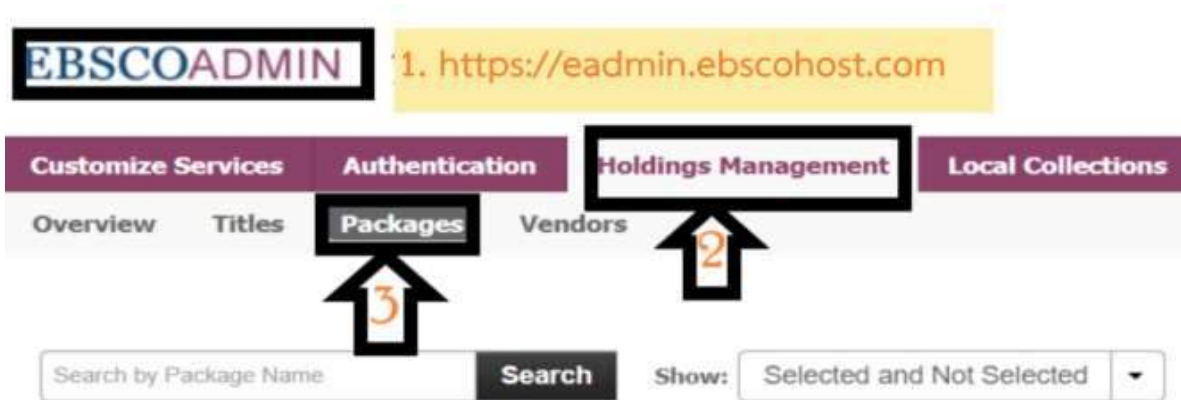 EBSCOADMIN 1. https://eadmin.ebscohost.com
Customize Services Authentication Holdings Management Local Collections
Overview Titles Packages Vendors
2
3
Search by Package Name Search Show: Selected and Not Selected